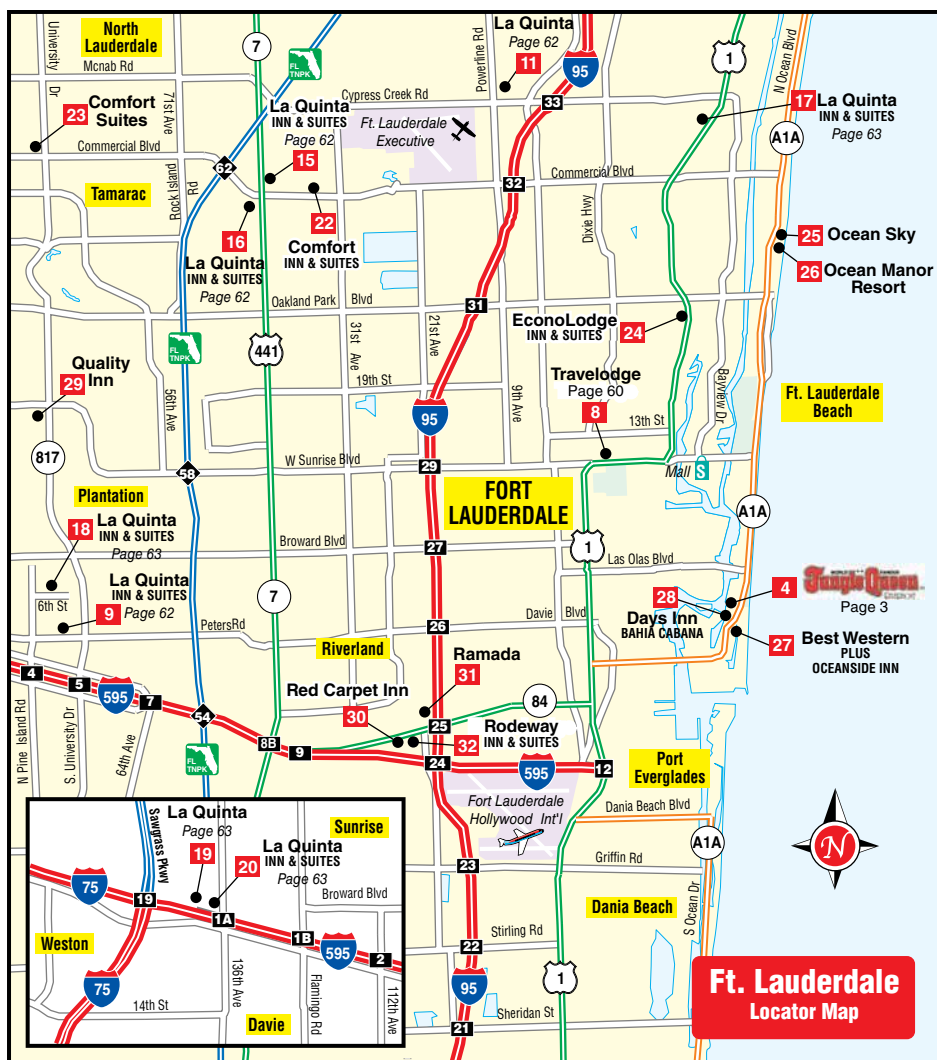 North
Lauderdale
University
Dr
Mcnab Rd
7
FL
TNPK
La Quinta
Page 62
11
Powerline Rd
95
1
N Ocean Blvd
23
Comfort
Suites
71st Ave
Cypress Creek Rd
33
La Quinta
INN & SUITES
Page 62
15
Ft. Lauderdale
Executive
17
La Quinta
INN & SUITES
Page 63
A1A
Commercial Blvd
62
Rock Island
Rd
32
Commercial Blvd
Tamarac
22
Comfort
INN & SUITES
16
La Quinta
INN & SUITES
Page 62
Dixie Hwy
25
Ocean Sky
26
Ocean Manor
Resort
Oakland Park
Blvd
31
EconoLodge
INN & SUITES
24
FL
TNPK
441
31st
Ave
21st Ave
Quality
Inn
29
56th Ave
19th St
9th Ave
Travelodge
Page 60
8
Bayview Dr
Ft. Lauderdale
Beach
95
13th St
817
58
W Sunrise Blvd
29
Mall
S
Plantation
18
La Quinta
INN & SUITES
Page 63
FORT
LAUDERDALE
A1A
Broward Blvd
27
1
Las Olas Blvd
La Quinta
INN & SUITES
9
Page 62
6th St
7
28
Days Inn
BAHIA CABANA
4
Jungle Queen
Page 3
Peters Rd
26
Davie
Blvd
27
Best Western
PLUS
OCEANSIDE INN
Riverland
Ramada
31
4
5
595
7
Red Carpet Inn
30
84
25
Rodeway
INN & SUITES
32
54
8B
9
24
595
12
N Pine Island Rd
S. University Dr
64th Ave
FL
TNPK
Port
Everglades
Fort Lauderdale
Hollywood Int'l
Dania Beach Blvd
A1A
N
Sawgrass Pkwy
La Quinta
Page 63
19
Sunrise
La Quinta
INN & SUITES
20
Page 63
75
19
1A
Broward Blvd
1B
595
2
Weston
75
136th Ave
Flamingo Rd
112th Ave
14th St
Davie
23
Griffin Rd
Dania Beach
S Ocean Dr
22
Stirling Rd
95
1
21
Sheridan St
Ft. Lauderdale
Locator Map